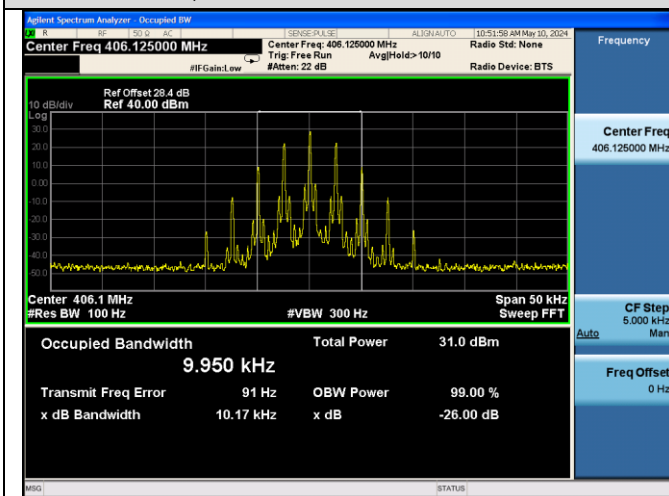 Agilent Spectrum Analyzer - Occupied BW
R RF 50 Ω AC SENSE:PULSE ALIGN AUTO 10:51:58 AM May 10, 2024
Center Freq 406.125000 MHz Center Freq: 406.125000 MHz Radio Std: None
Trig: Free Run Avg|Hold:>10/10
#IFGain:Low #Atten: 22 dB Radio Device: BTS
Ref Offset 28.4 dB
10 dB/div Ref 40.00 dBm
Log
30.0
20.0
10.0
0.00
-10.0
-20.0
-30.0
-40.0
-50.0
Center 406.1 MHz Span 50 kHz
#Res BW 100 Hz #VBW 300 Hz Sweep FFT
Occupied Bandwidth Total Power 31.0 dBm
9.950 kHz
Transmit Freq Error 91 Hz OBW Power 99.00 %
x dB Bandwidth 10.17 kHz x dB -26.00 dB
MSG STATUS
Frequency
Center Freq
406.125000 MHz
CF Step
5.000 kHz
Auto Man
Freq Offset
0 Hz